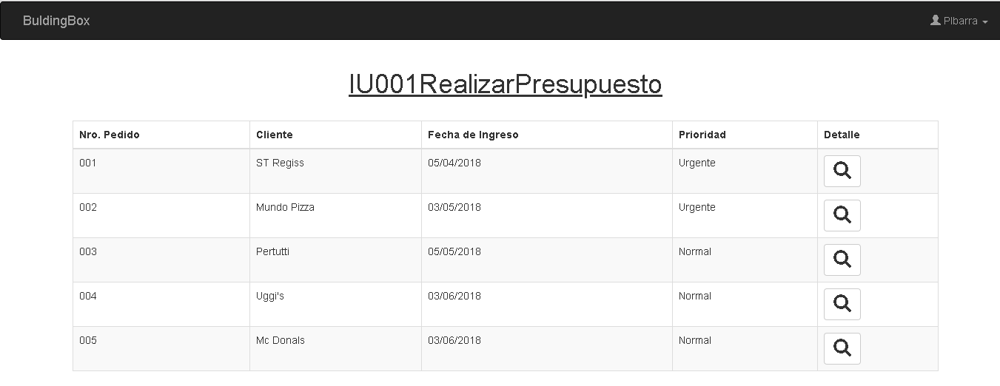 BuldingBox PIbarra
IU001RealizarPresupuesto
Nro. Pedido Cliente Fecha de Ingreso Prioridad Detalle
001 ST Regiss 05/04/2018 Urgente
002 Mundo Pizza 03/05/2018 Urgente
003 Pertutti 05/05/2018 Normal
004 Uggi's 03/06/2018 Normal
005 Mc Donals 03/06/2018 Normal